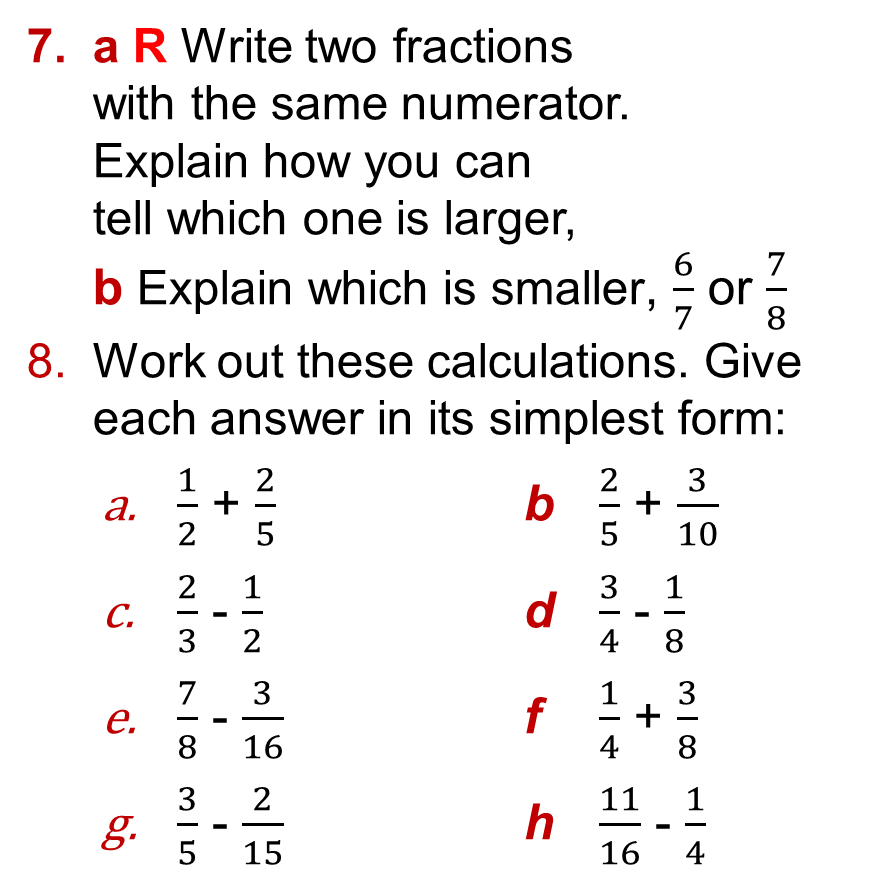 7. a R Write two fractions
with the same numerator.
Explain how you can
tell which one is larger,
b Explain which is smaller, 6/7 or 7/8
8. Work out these calculations. Give
each answer in its simplest form:
a. 1/2 + 2/5 b 2/5 + 3/10
c. 2/3 - 1/2 d 3/4 - 1/8
e. 7/8 - 3/16 f 1/4 + 3/8
g. 3/5 - 2/15 h 11/16 - 1/4